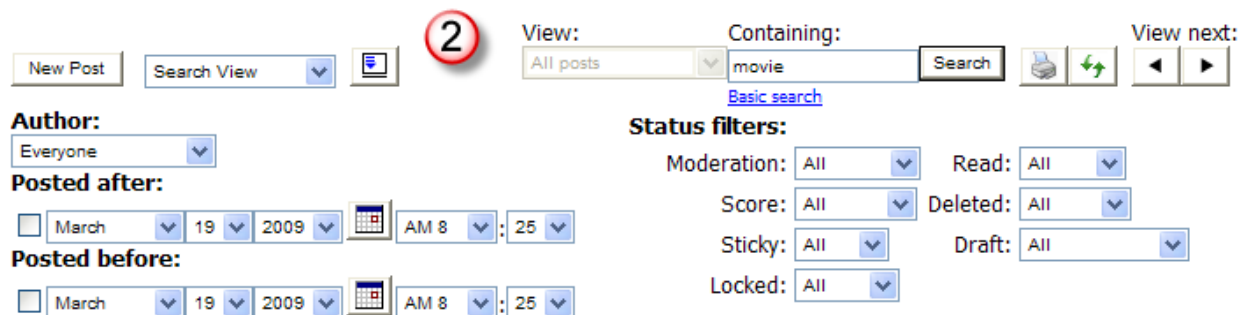 2 View: Containing: View next:
New Post Search View All posts movie Search
Basic search
Author: Status filters:
Everyone Moderation: All Read: All
Posted after: Score: All Deleted: All
March 19 2009 AM 8 : 25
Sticky: All Draft: All
Posted before:
Locked: All
March 19 2009 AM 8 : 25